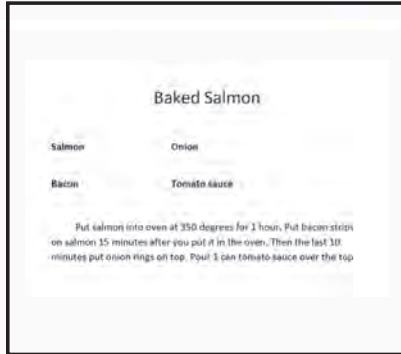 Baked Salmon
Salmon Onion
Bacon Tomato sauce
Put salmon into oven at 350 degrees for 1 hour. Put bacon strips
on salmon 15 minutes after you put it in the oven. Then the last 10
minutes put onion rings on top. Pour 1 can tomato sauce over the top